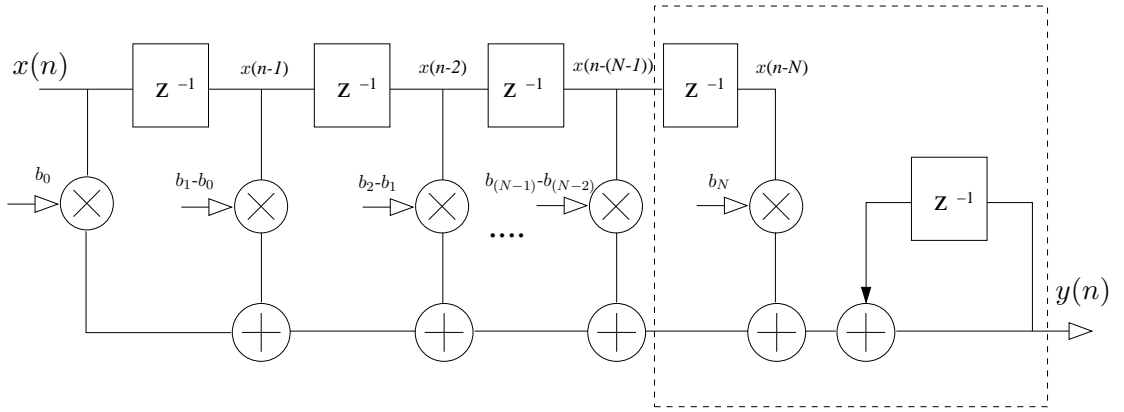 x(n)
z⁻¹
x(n-1)
z⁻¹
x(n-2)
z⁻¹
x(n-(N-1))
z⁻¹
x(n-N)
b₀
b₁-b₀
b₂-b₁
b₍N−1₎-b₍N−2₎
b_N
z⁻¹
....
y(n)